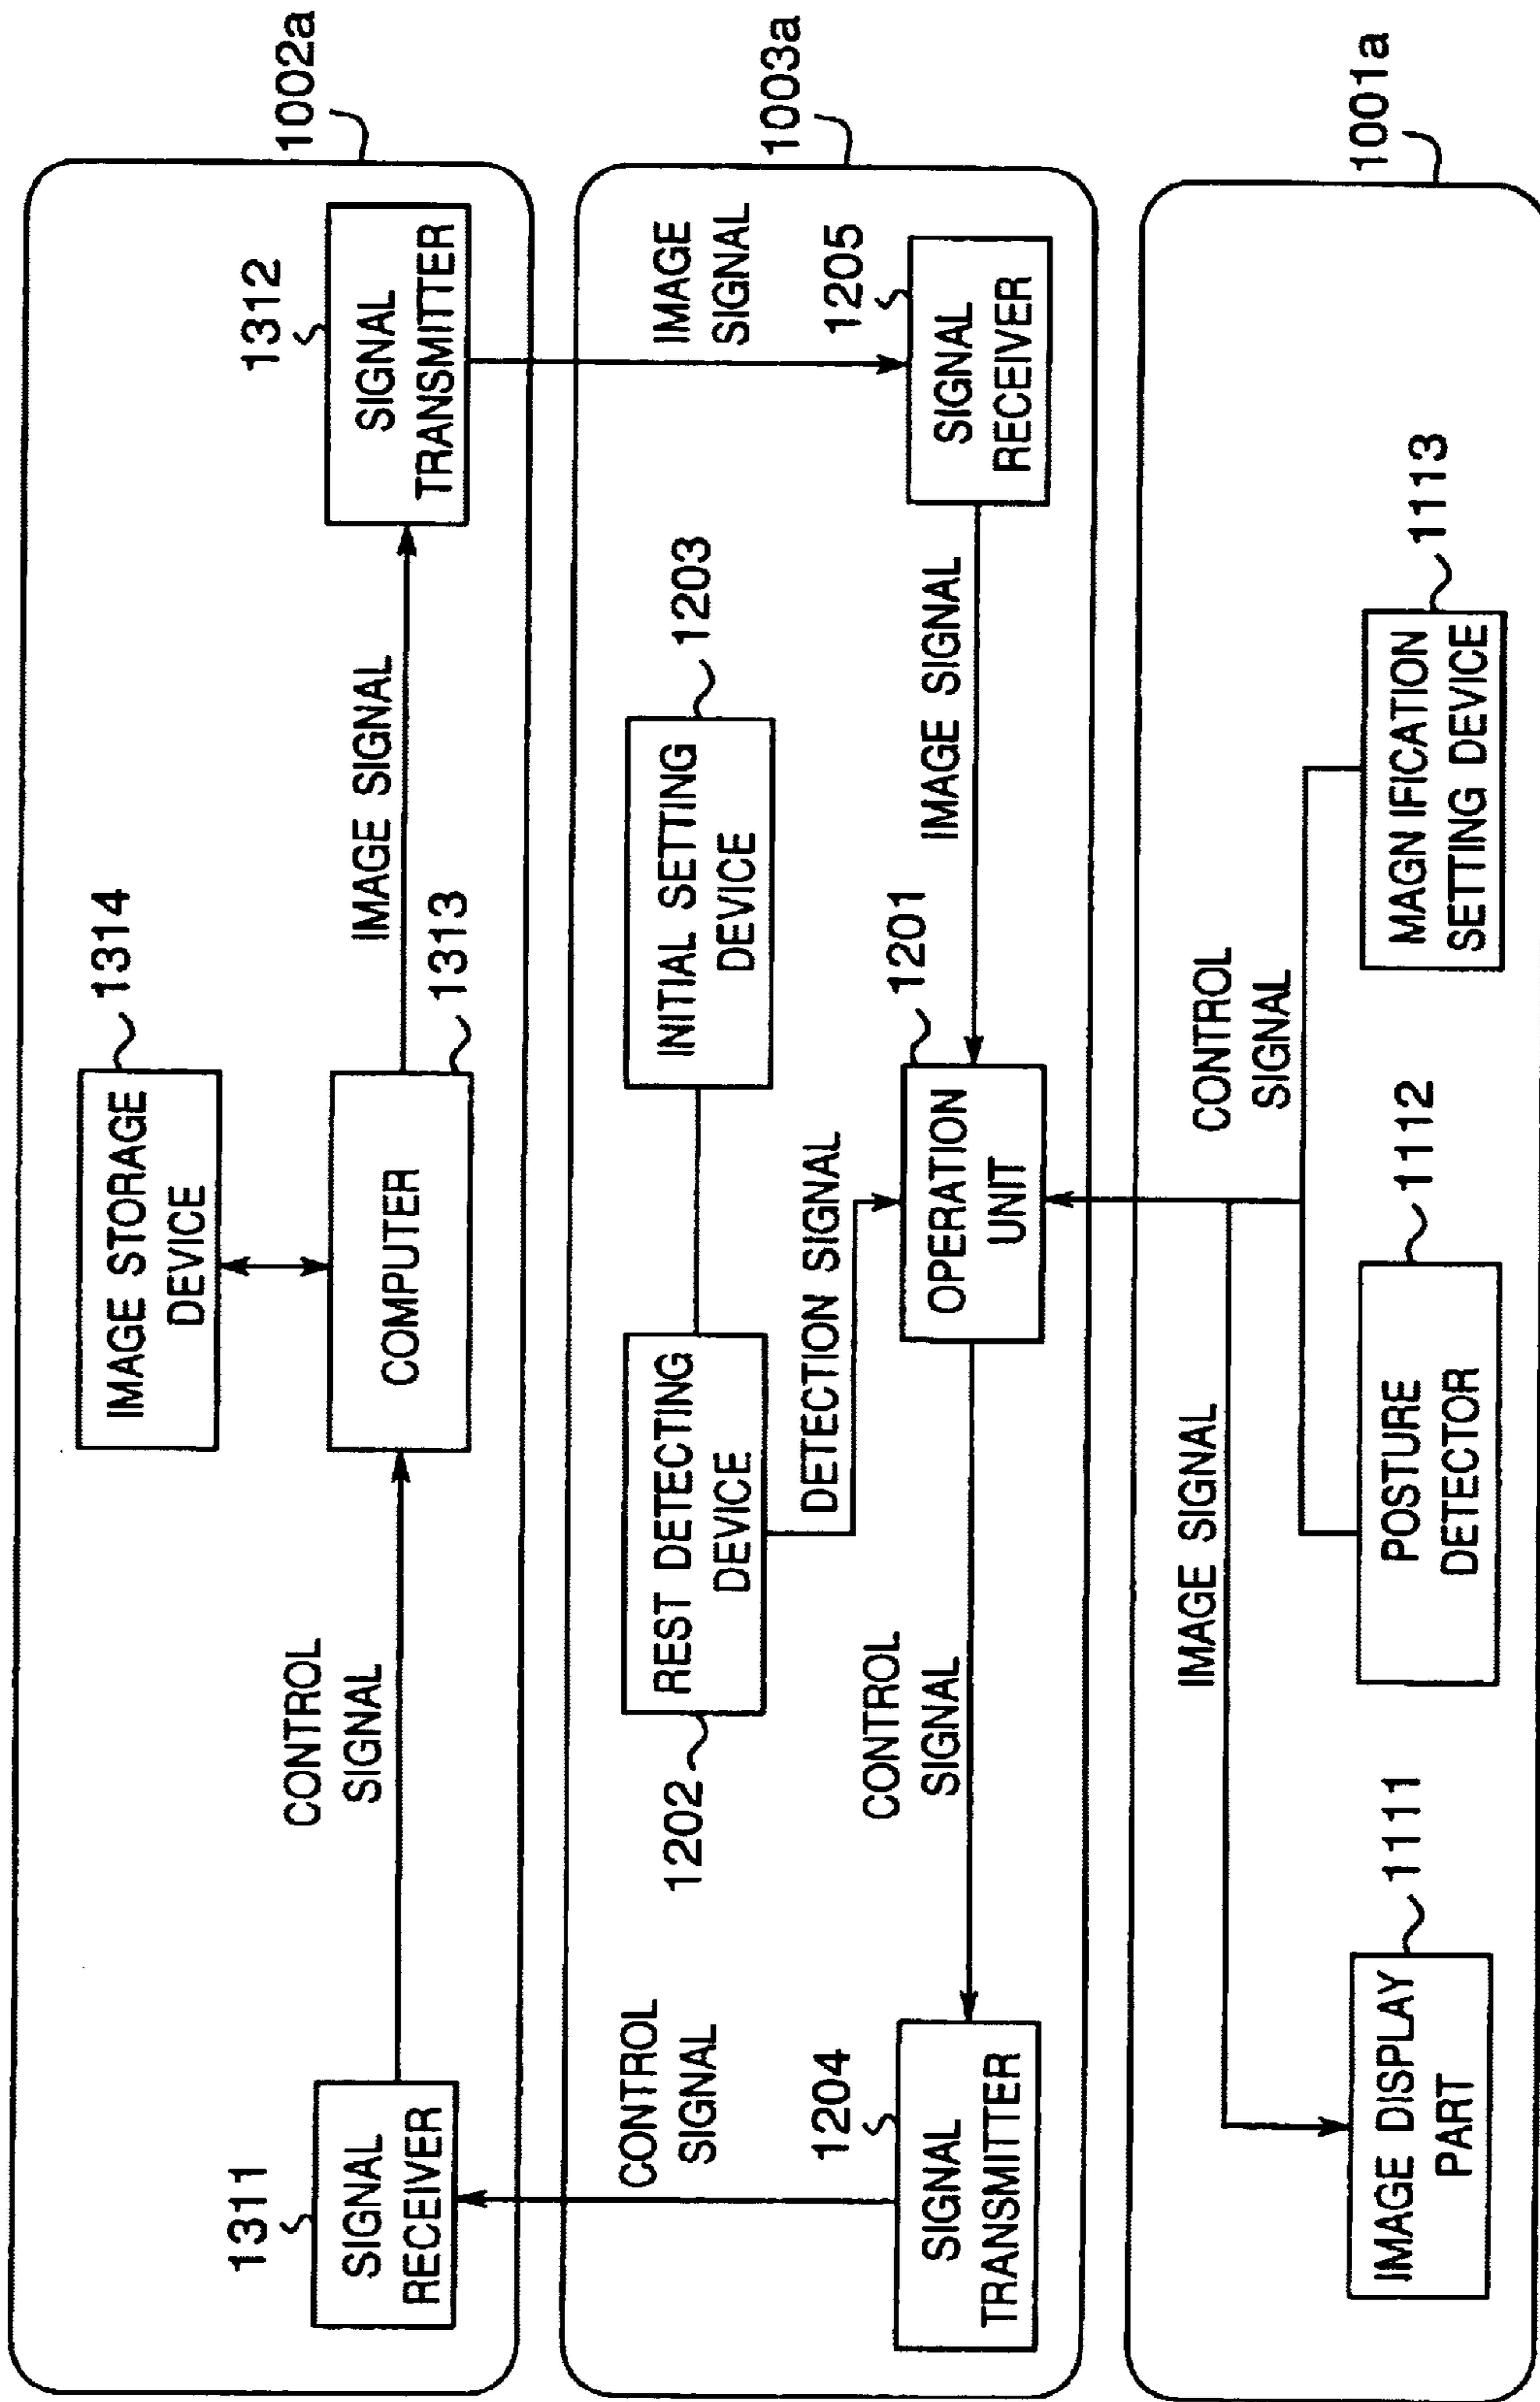 1002a
1314
IMAGE STORAGE
DEVICE
1311
SIGNAL
RECEIVER
CONTROL
SIGNAL
COMPUTER
1313
IMAGE SIGNAL
1312
SIGNAL
TRANSMITTER
1003a
CONTROL
SIGNAL
1202
REST DETECTING
DEVICE
INITIAL SETTING
DEVICE
1203
IMAGE
SIGNAL
DETECTION SIGNAL
1204
SIGNAL
TRANSMITTER
CONTROL
SIGNAL
OPERATION
UNIT
1201
IMAGE SIGNAL
1205
SIGNAL
RECEIVER
1001a
IMAGE SIGNAL
CONTROL
SIGNAL
IMAGE DISPLAY
PART
1111
POSTURE
DETECTOR
1112
MAGNIFICATION
SETTING DEVICE
1113